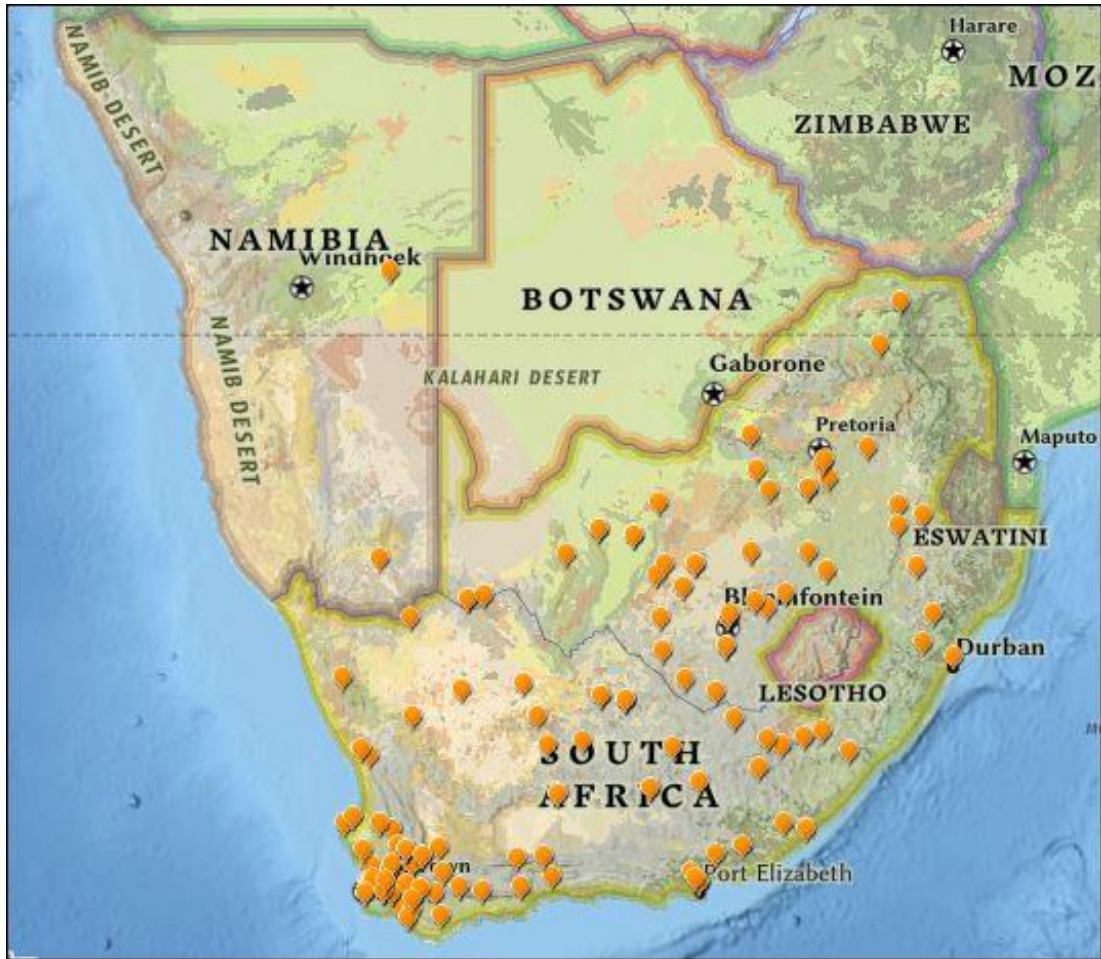 Harare
NAMIB DESERT
MOZ
ZIMBABWE
NAMIBIA
Windhoek
BOTSWANA
NAMIB DESERT
Gaborone
KALAHARI DESERT
Pretoria
Maputo
ESWATINI
Bloemfontein
Durban
LESOTHO
SOUTH
AFRICA
Port Elizabeth